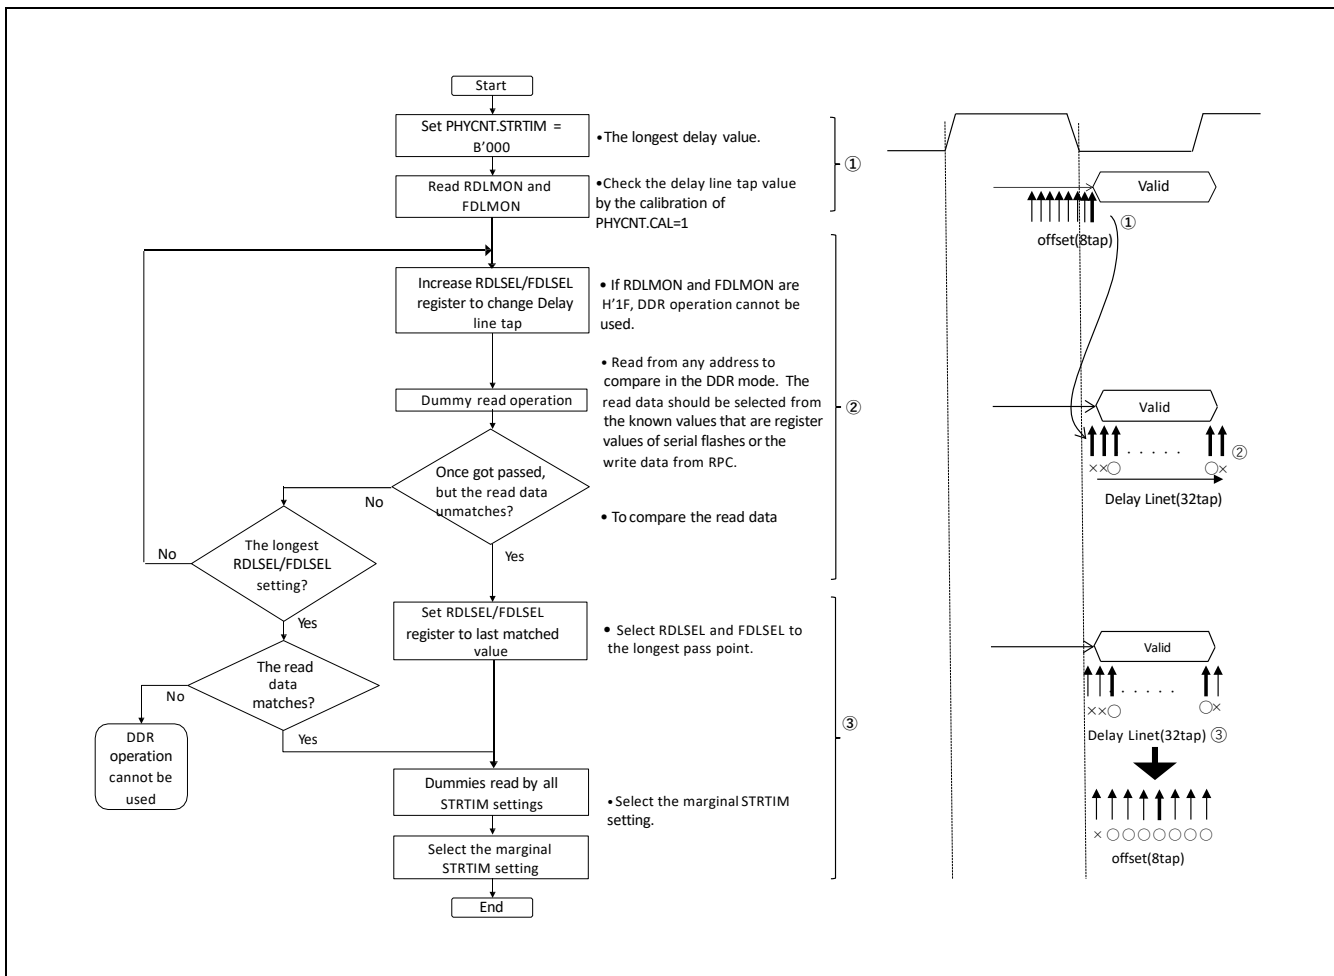 Start
Set PHYCNT.STRTIM =
B'000
•The longest delay value.
①
Read RDLMON and
FDLMON
•Check the delay line tap value
by the calibration of
PHYCNT.CAL=1
Increase RDLSEL/FDLSEL
register to change Delay
line tap
• If RDLMON and FDLMON are
H'1F, DDR operation cannot be
used.
Dummy read operation
• Read from any address to
compare in the DDR mode. The
read data should be selected from
the known values that are register
values of serial flashes or the
write data from RPC.
②
Once got passed,
but the read data
unmatches?
No
Yes
• To compare the read data
The longest
RDLSEL/FDLSEL
setting?
No
Yes
Set RDLSEL/FDLSEL
register to last matched
value
• Select RDLSEL and FDLSEL to
the longest pass point.
The read
data
matches?
No
Yes
③
DDR
operation
cannot be
used
Dummies read by all
STRTIM settings
• Select the marginal STRTIM
setting.
Select the marginal
STRTIM setting
End
Valid
①
offset(8tap)
Valid
. . . . .
②
××○ ○×
Delay Linet(32tap)
Valid
. . . . .
××○ ○×
Delay Linet(32tap) ③
×○○○○○○○
offset(8tap)